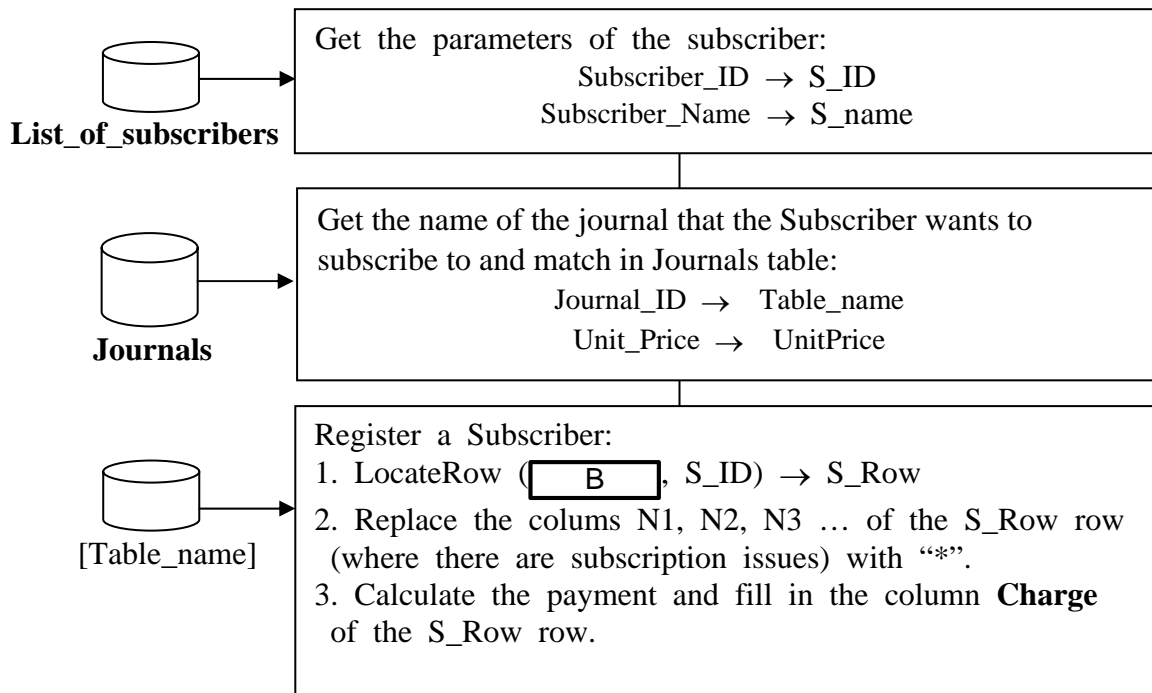 Get the parameters of the subscriber:
Subscriber_ID → S_ID
Subscriber_Name → S_name
List_of_subscribers
Get the name of the journal that the Subscriber wants to
subscribe to and match in Journals table:
Journal_ID → Table_name
Unit_Price → UnitPrice
Journals
Register a Subscriber:
1. LocateRow ( B , S_ID) → S_Row
2. Replace the colums N1, N2, N3 … of the S_Row row
(where there are subscription issues) with “*”.
3. Calculate the payment and fill in the column Charge
of the S_Row row.
[Table_name]